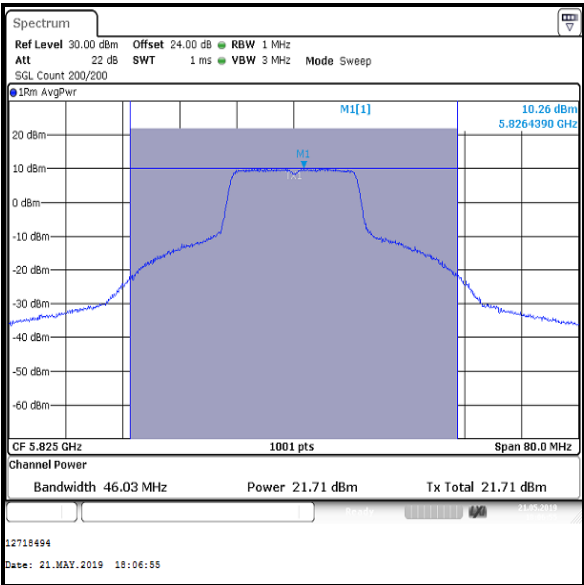 Spectrum
Ref Level 30.00 dBm Offset 24.00 dB RBW 1 MHz
Att 22 dB SWT 1 ms VBW 3 MHz Mode Sweep
SGL Count 200/200
1Rm AvgPwr
M1[1] 10.26 dBm
5.8264390 GHz
20 dBm
M1
10 dBm
0 dBm
-10 dBm
-20 dBm
-30 dBm
-40 dBm
-50 dBm
-60 dBm
CF 5.825 GHz 1001 pts Span 80.0 MHz
Channel Power
Bandwidth 46.03 MHz Power 21.71 dBm Tx Total 21.71 dBm
Ready 21.05.2019
12718494
Date: 21.MAY.2019 18:06:55